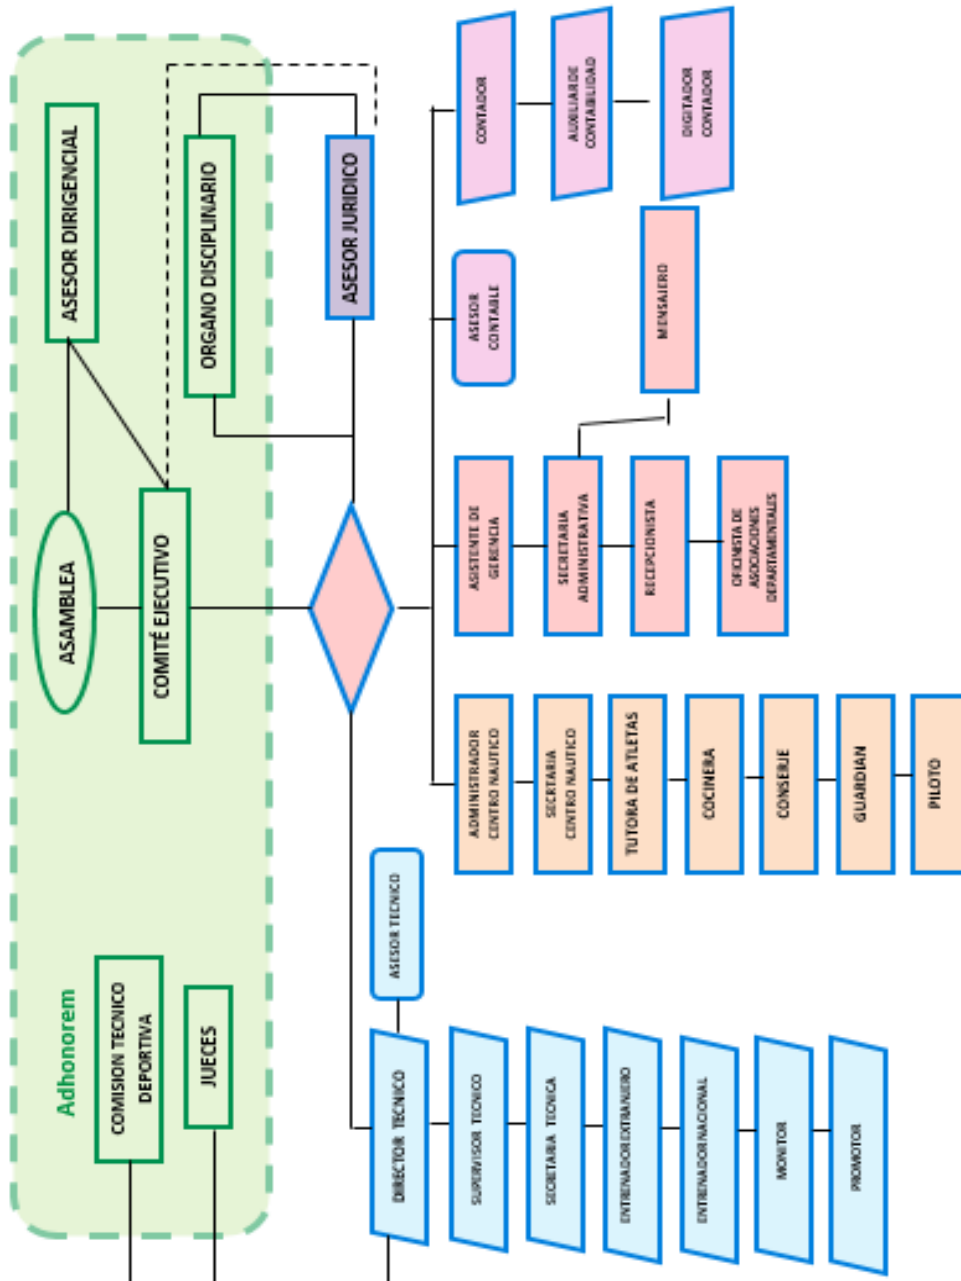 Adhonorem
COMISION TECNICO
DEPORTIVA
JUECES
ASAMBLEA
COMITÉ EJECUTIVO
ASESOR DIRIGENCIAL
ORGANO DISCIPLINARIO
ASESOR JURIDICO
DIRECTOR TECNICO
ASESOR TECNICO
SUPERVISOR TECNICO
SECRETARIA TECNICA
ENTRENADOR EXTRANJERO
ENTRENADOR NACIONAL
MONITOR
PROMOTOR
ADMINISTRADOR
CENTRO NAUTICO
SECRTARIA
CENTRO NAUTICO
TUTORA DE ATLETAS
COCINERA
CONSERJE
GUARDIAN
PILOTO
ASISTENTE DE
GERENCIA
SECRETARIA
ADMINISTRATIVA
RECEPCIONISTA
OFICINISTA DE
ASOCIACIONES
DEPARTAMENTALES
MENSAJERO
ASESOR
CONTABLE
CONTADOR
AUXILIAR DE
CONTABILIDAD
DIGITADOR
CONTADOR